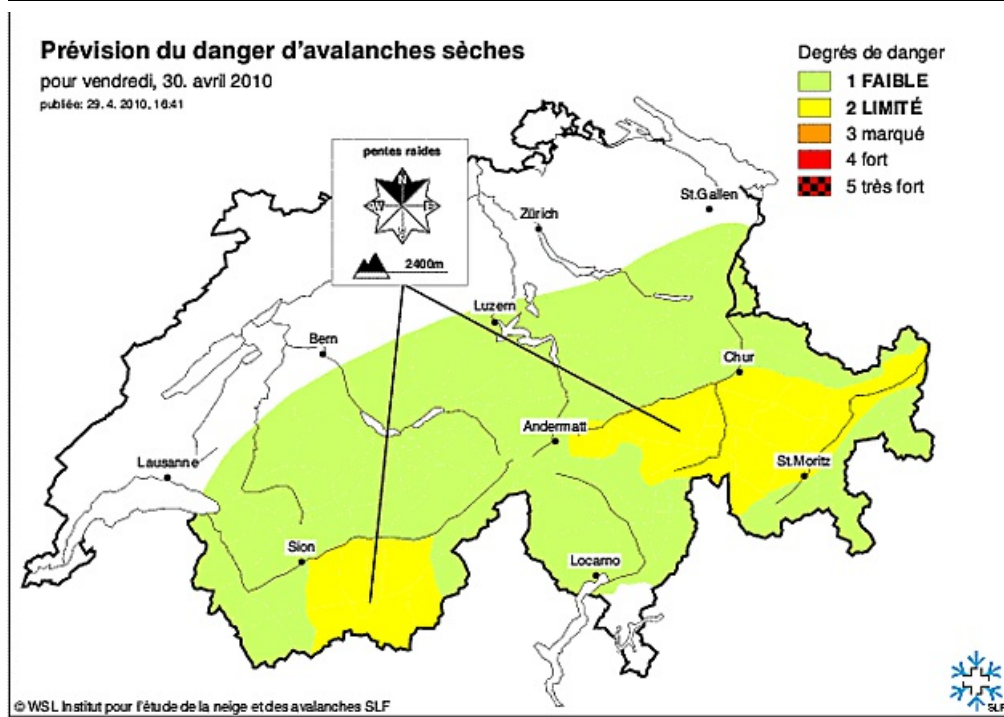 Prévision du danger d'avalanches sèches
pour vendredi, 30. avril 2010
publiée: 29. 4. 2010, 16:41
Degrés de danger
1 FAIBLE
2 LIMITÉ
3 marqué
4 fort
5 très fort
pentes raides
N
W E
S
2400m
St.Gallen
Zürich
Luzern
Bern
Chur
Andermatt
St.Moritz
Lausanne
Sion
Locarno
© WSL Institut pour l'étude de la neige et des avalanches SLF
SLF